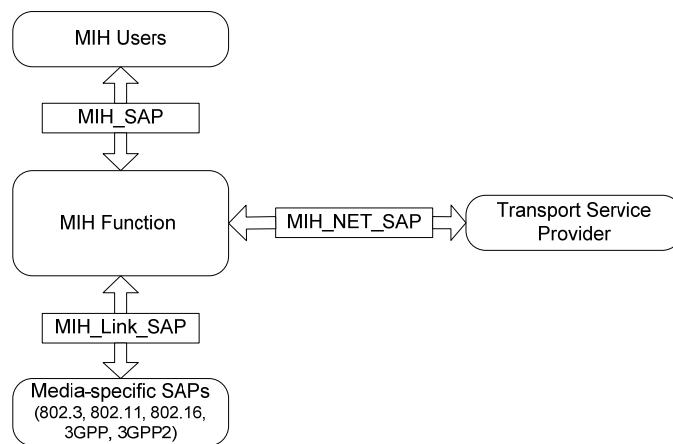 MIH Users
MIH_SAP
MIH Function
MIH_NET_SAP
Transport Service
Provider
MIH_Link_SAP
Media-specific SAPs
(802.3, 802.11, 802.16,
3GPP, 3GPP2)